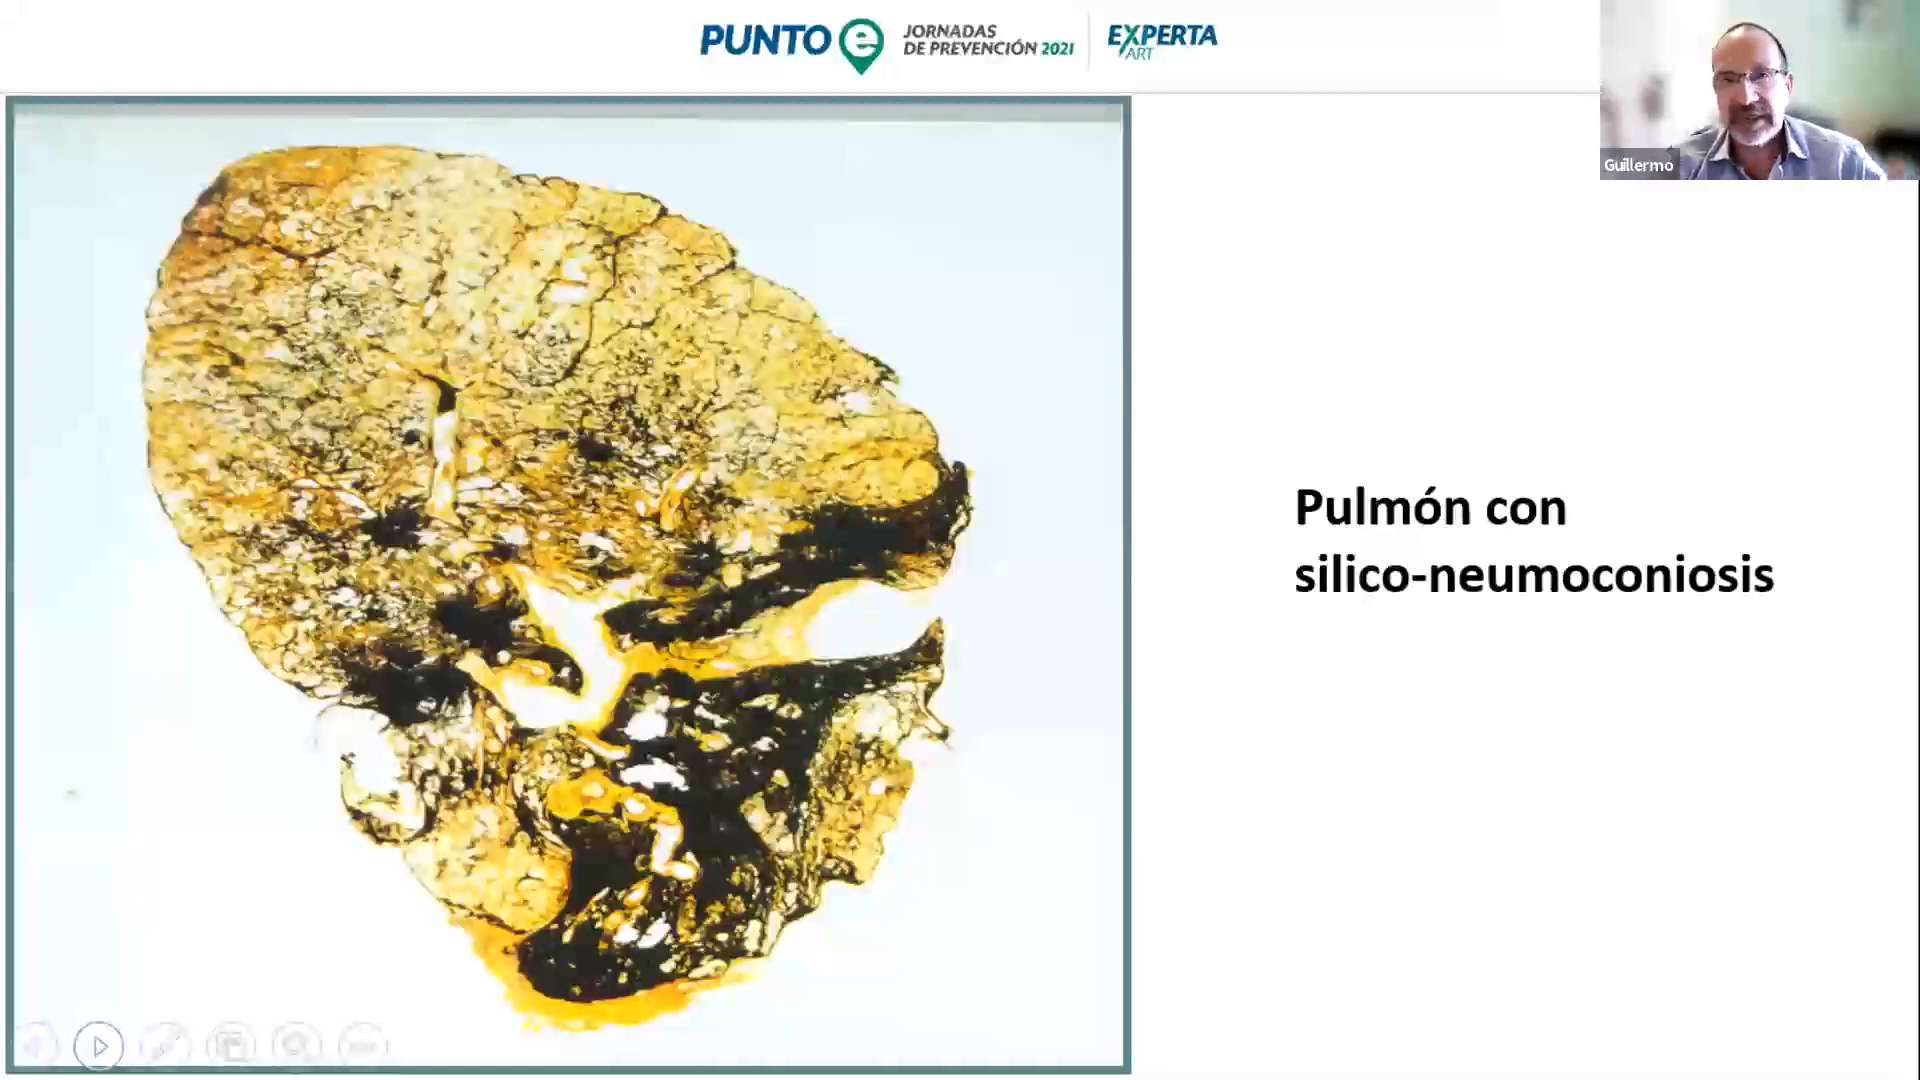 PUNTO e
JORNADAS
DE PREVENCIÓN 2021
EXPERTA
ART
Guillermo
Pulmón con
silico-neumoconiosis